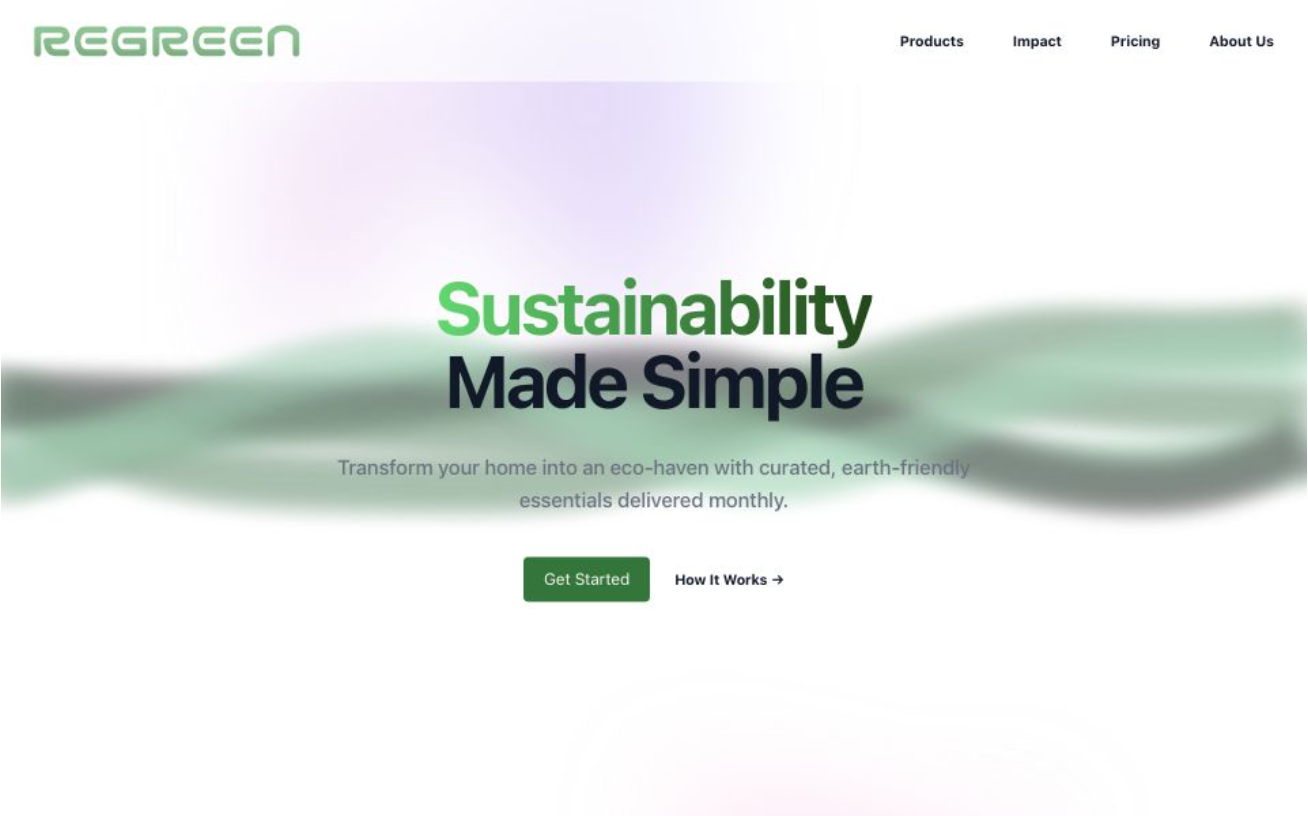 REGREEN
Products Impact Pricing About Us
Sustainability
Made Simple
Transform your home into an eco-haven with curated, earth-friendly
essentials delivered monthly.
Get Started How It Works →